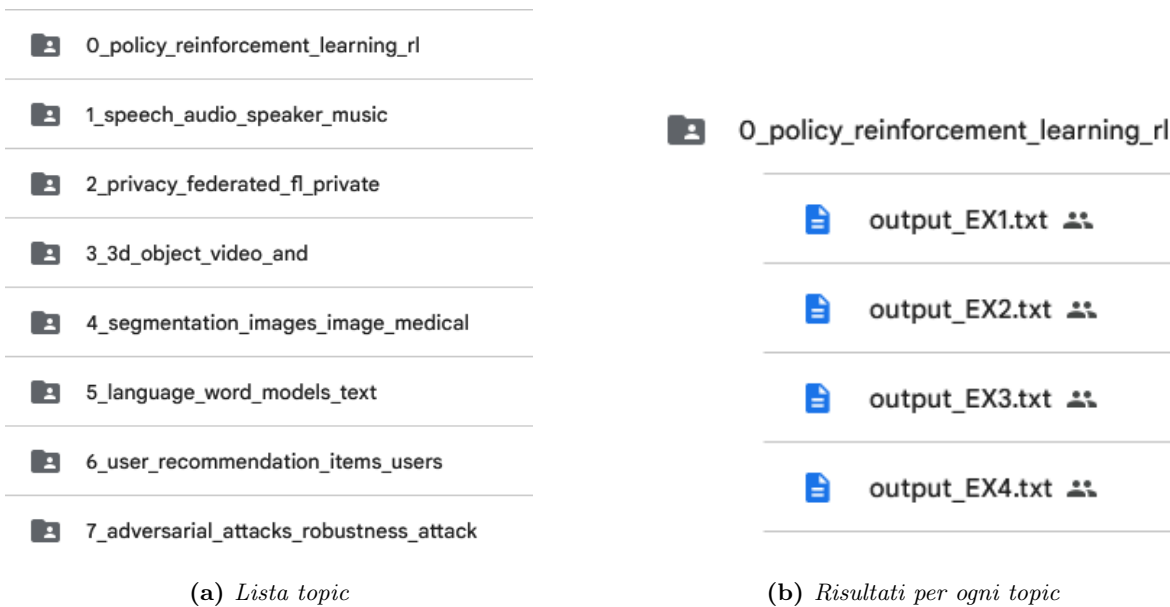 0_policy_reinforcement_learning_rl
1_speech_audio_speaker_music
2_privacy_federated_fl_private
3_3d_object_video_and
4_segmentation_images_image_medical
5_language_word_models_text
6_user_recommendation_items_users
7_adversarial_attacks_robustness_attack
(a) Lista topic
0_policy_reinforcement_learning_rl
output_EX1.txt
output_EX2.txt
output_EX3.txt
output_EX4.txt
(b) Risultati per ogni topic